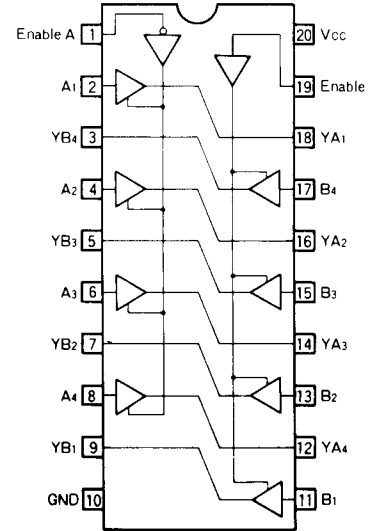 Enable A 1 20 VCC
A1 2 19 Enable
YB4 3 18 YA1
A2 4 17 B4
YB3 5 16 YA2
A3 6 15 B3
YB2 7 14 YA3
A4 8 13 B2
YB1 9 12 YA4
GND 10 11 B1